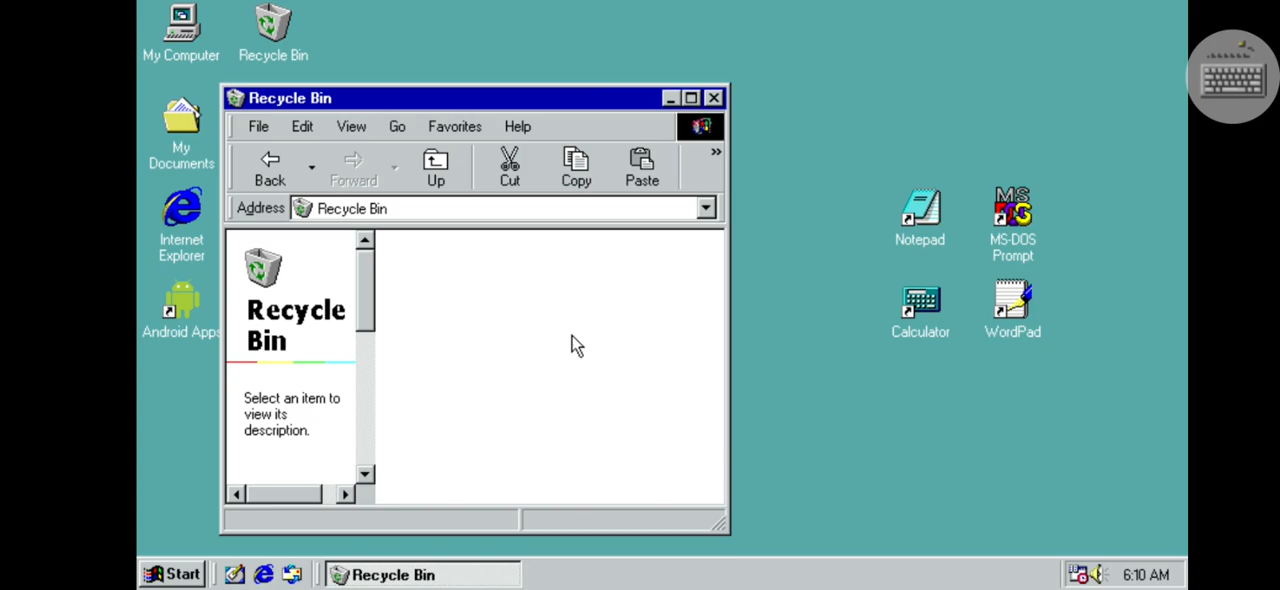 My Computer
Recycle Bin
My
Documents
Internet
Explorer
Android Apps
Recycle Bin
File Edit View Go Favorites Help
Back Forward Up Cut Copy Paste »
Address Recycle Bin
Recycle
Bin
Select an item to
view its
description.
Notepad
MS-DOS
Prompt
Calculator
WordPad
Start
Recycle Bin
6:10 AM